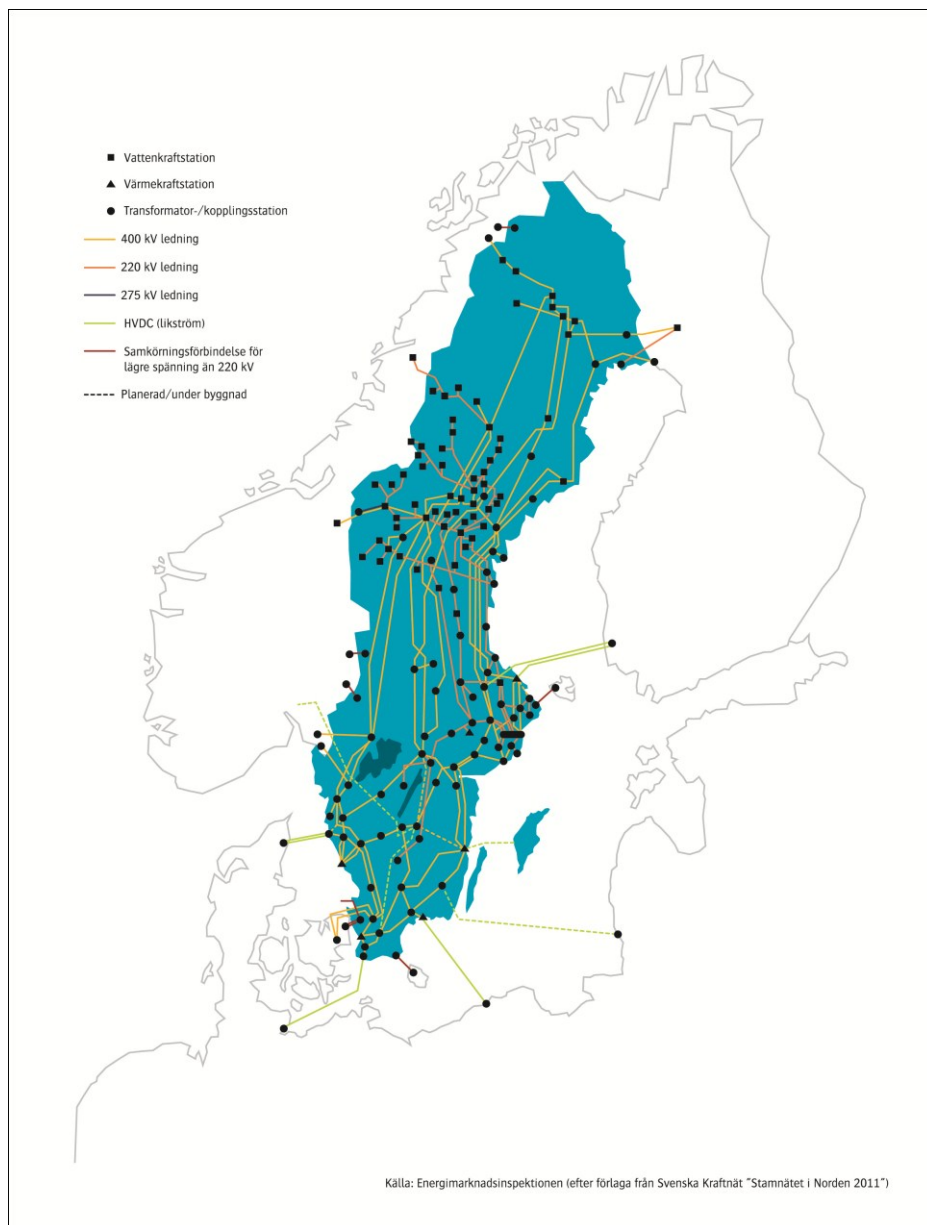 Vattenkraftstation
Värmekraftstation
Transformator-/kopplingsstation
400 kV ledning
220 kV ledning
275 kV ledning
HVDC (likström)
Samkörningsförbindelse för
lägre spänning än 220 kV
Planerad/under byggnad
Källa: Energimarknadsinspektionen (efter förlaga från Svenska Kraftnät "Stamnätet i Norden 2011")